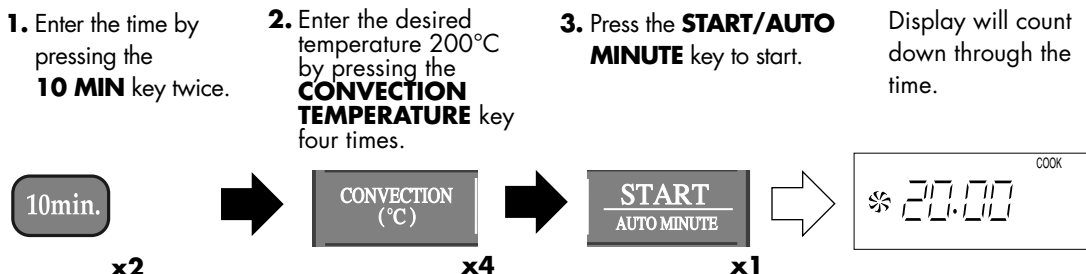 1. Enter the time by
pressing the
10 MIN key twice.
2. Enter the desired
temperature 200°C
by pressing the
CONVECTION
TEMPERATURE key
four times.
3. Press the START/AUTO
MINUTE key to start.
Display will count
down through the
time.
10min.
x2
CONVECTION
(°C)
x4
START
AUTO MINUTE
x1
COOK
20.00